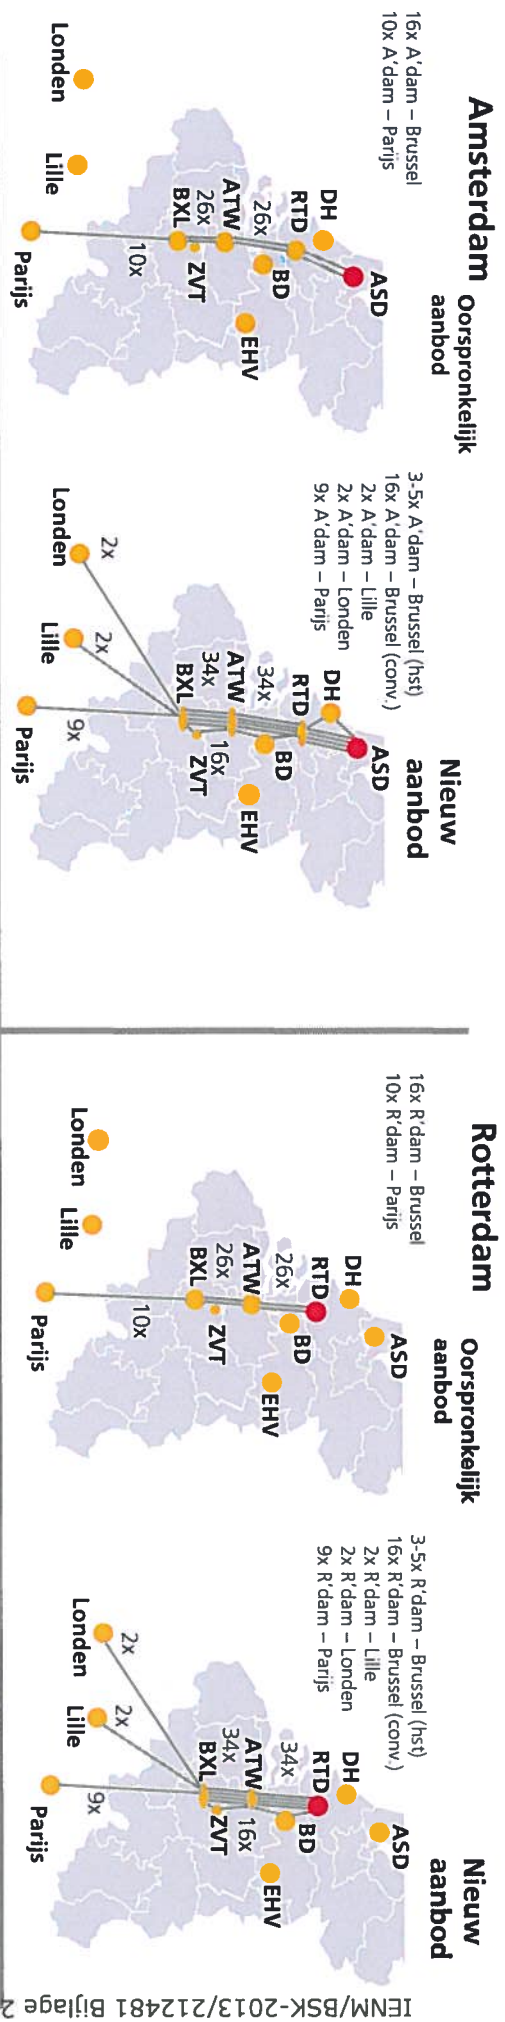 Amsterdam
Oorspronkelijk
aanbod
16x A'dam – Brussel
10x A'dam – Parijs
DH
ASD
RTD
26x
BD
ATW
EHV
26x
ZVT
BXL
10x
Londen
Lille
Parijs
Nieuw
aanbod
3-5x A'dam – Brussel (hst)
16x A'dam – Brussel (conv.)
2x A'dam – Lille
2x A'dam – Londen
9x A'dam – Parijs
DH
ASD
RTD
34x
BD
ATW
EHV
34x
16x
ZVT
BXL
2x
2x
9x
Londen
Lille
Parijs
Rotterdam
Oorspronkelijk
aanbod
16x R'dam – Brussel
10x R'dam – Parijs
DH
ASD
RTD
26x
BD
ATW
EHV
26x
ZVT
BXL
10x
Londen
Lille
Parijs
Nieuw
aanbod
3-5x R'dam – Brussel (hst)
16x R'dam – Brussel (conv.)
2x R'dam – Lille
2x R'dam – Londen
9x R'dam – Parijs
DH
ASD
RTD
34x
BD
ATW
EHV
34x
16x
ZVT
BXL
2x
2x
9x
Londen
Lille
Parijs
IENM/BSK-2013/212481 Bijlage 2